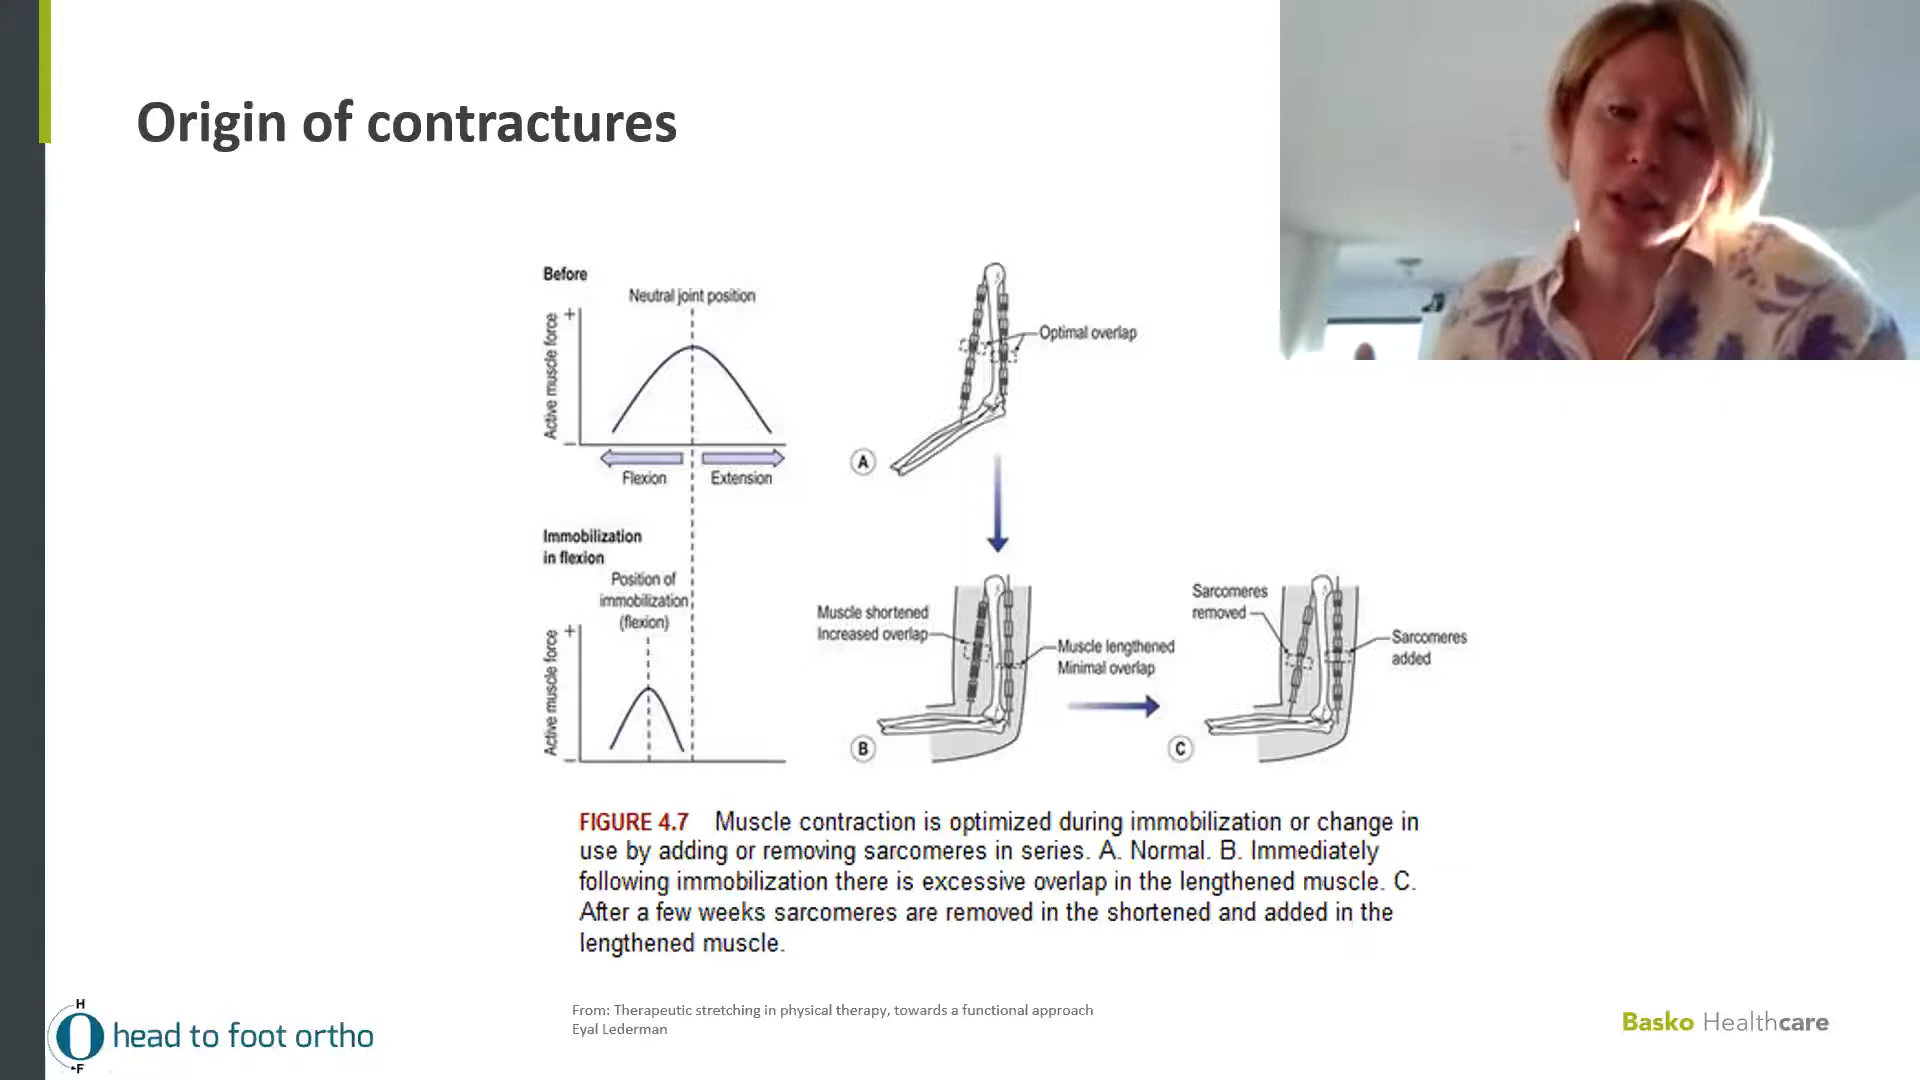 Origin of contractures
Before
Neutral joint position
Active muscle force
+
−
Flexion
Extension
Optimal overlap
A
Immobilization
in flexion
Position of
immobilization
(flexion)
Active muscle force
+
−
Muscle shortened
Increased overlap
Muscle lengthened
Minimal overlap
B
Sarcomeres
removed
Sarcomeres
added
C
FIGURE 4.7 Muscle contraction is optimized during immobilization or change in
use by adding or removing sarcomeres in series. A. Normal. B. Immediately
following immobilization there is excessive overlap in the lengthened muscle. C.
After a few weeks sarcomeres are removed in the shortened and added in the
lengthened muscle.
From: Therapeutic stretching in physical therapy, towards a functional approach
Eyal Lederman
H
F
head to foot ortho
Basko Healthcare